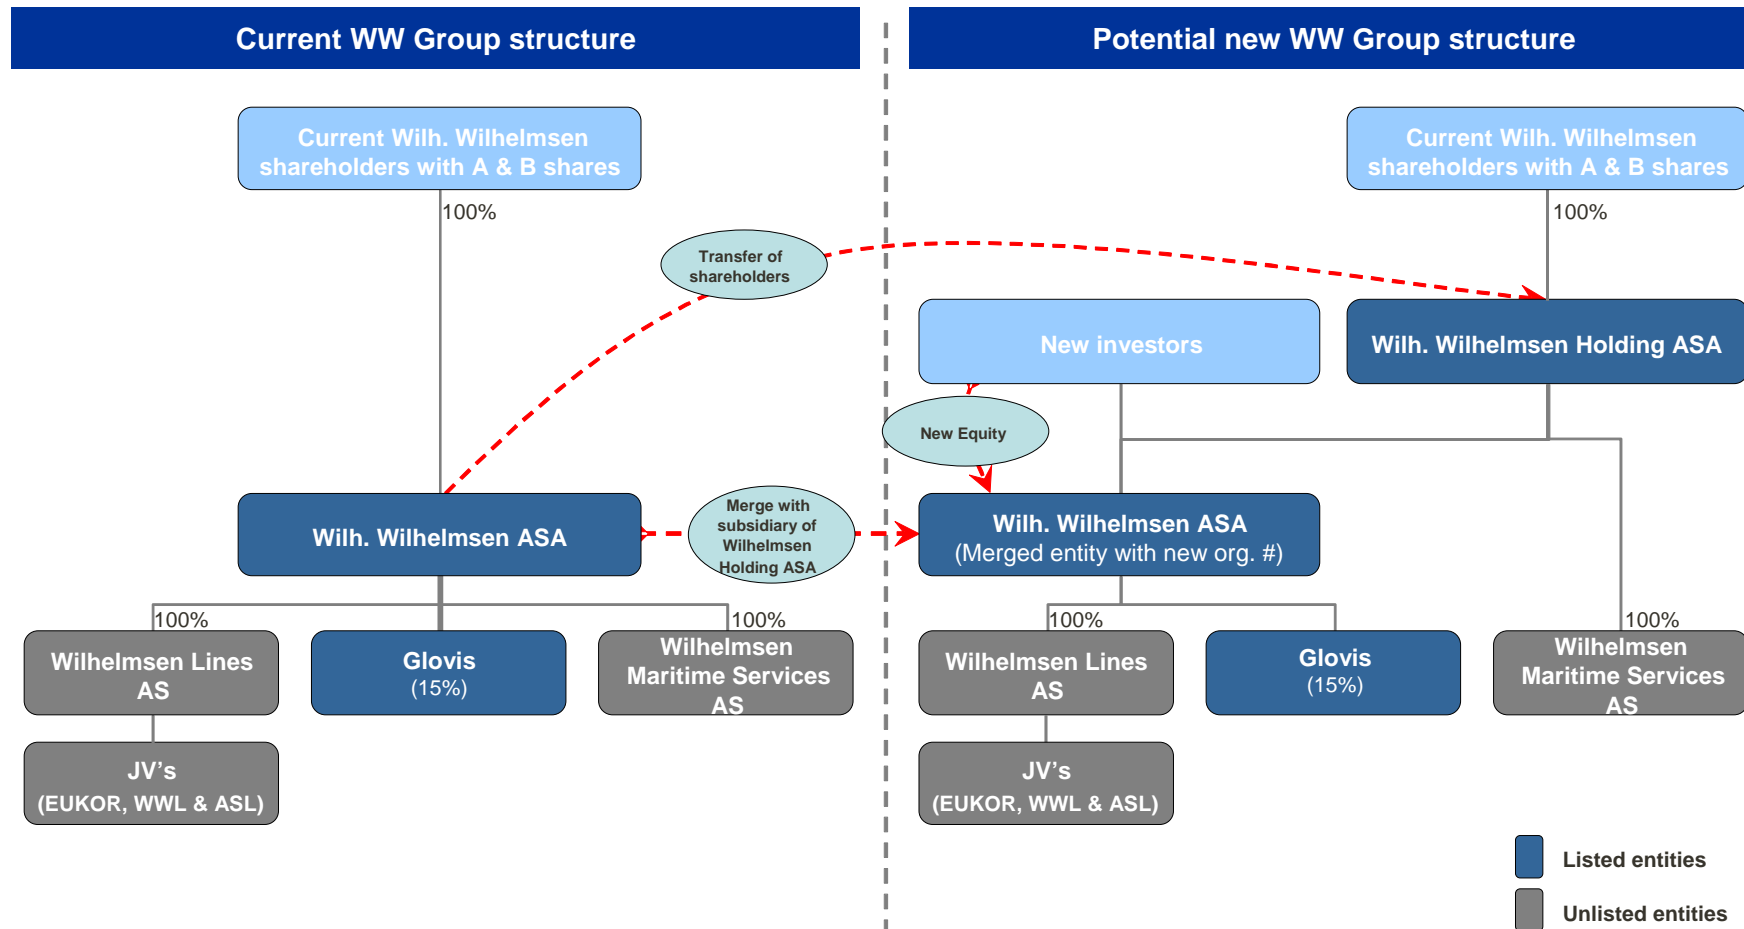 Current WW Group structure
Potential new WW Group structure
Current Wilh. Wilhelmsen
shareholders with A & B shares
100%
Current Wilh. Wilhelmsen
shareholders with A & B shares
100%
Transfer of
shareholders
New investors
Wilh. Wilhelmsen Holding ASA
New Equity
Wilh. Wilhelmsen ASA
Merge with
subsidiary of
Wilhelmsen
Holding ASA
Wilh. Wilhelmsen ASA
(Merged entity with new org. #)
100%
100%
100%
100%
Wilhelmsen Lines
AS
Glovis
(15%)
Wilhelmsen
Maritime Services
AS
Wilhelmsen Lines
AS
Glovis
(15%)
Wilhelmsen
Maritime Services
AS
JV's
(EUKOR, WWL & ASL)
JV's
(EUKOR, WWL & ASL)
Listed entities
Unlisted entities